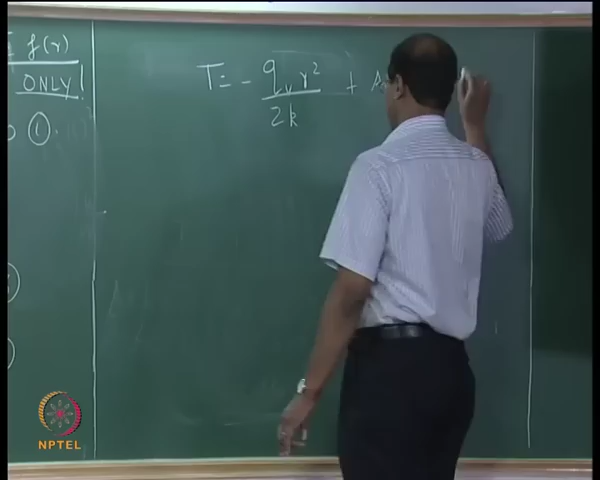 f(r)
ONLY!
1
T = - q_v r² / 2k + A
NPTEL